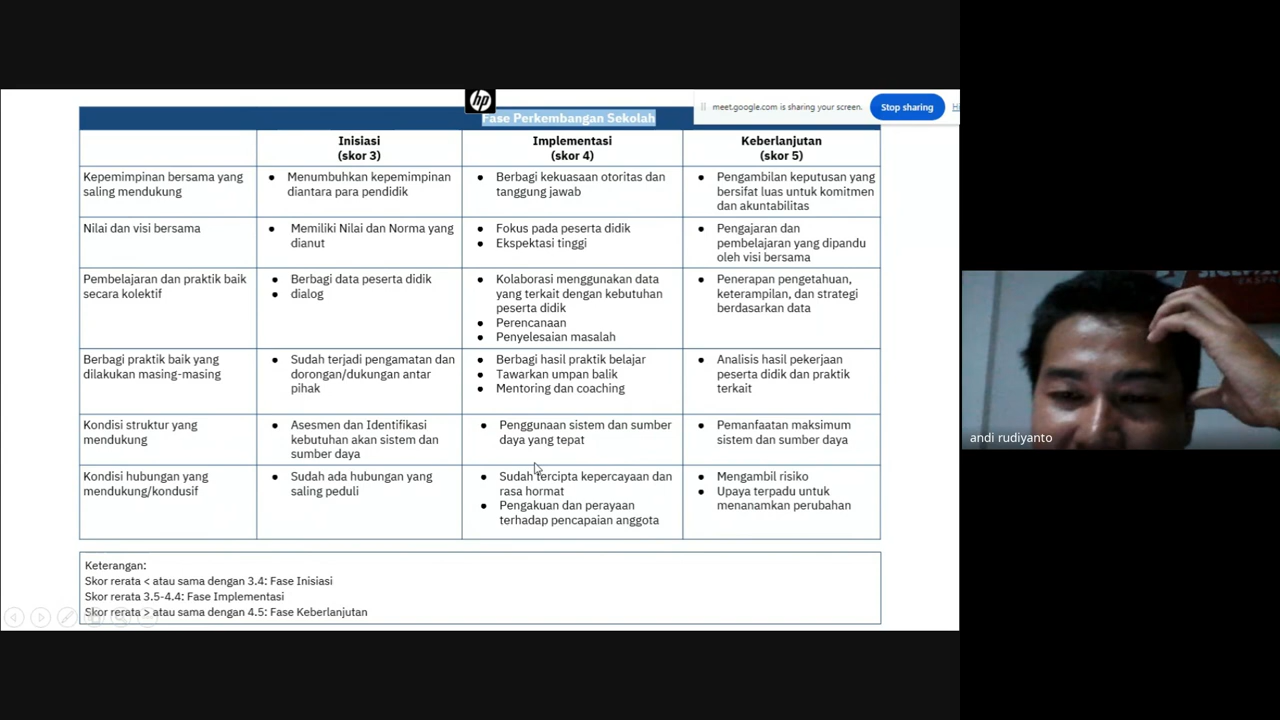 hp
meet.google.com is sharing your screen.
Stop sharing
Fase Perkembangan Sekolah
Inisiasi
(skor 3)
Implementasi
(skor 4)
Keberlanjutan
(skor 5)
Kepemimpinan bersama yang
saling mendukung
● Menumbuhkan kepemimpinan
diantara para pendidik
● Berbagi kekuasaan otoritas dan
tanggung jawab
● Pengambilan keputusan yang
bersifat luas untuk komitmen
dan akuntabilitas
Nilai dan visi bersama
● Memiliki Nilai dan Norma yang
dianut
● Fokus pada peserta didik
● Ekspektasi tinggi
● Pengajaran dan
pembelajaran yang dipandu
oleh visi bersama
Pembelajaran dan praktik baik
secara kolektif
● Berbagi data peserta didik
● dialog
● Kolaborasi menggunakan data
yang terkait dengan kebutuhan
peserta didik
● Perencanaan
● Penyelesaian masalah
● Penerapan pengetahuan,
keterampilan, dan strategi
berdasarkan data
Berbagi praktik baik yang
dilakukan masing-masing
● Sudah terjadi pengamatan dan
dorongan/dukungan antar
pihak
● Berbagi hasil praktik belajar
● Tawarkan umpan balik
● Mentoring dan coaching
● Analisis hasil pekerjaan
peserta didik dan praktik
terkait
Kondisi struktur yang
mendukung
● Asesmen dan Identifikasi
kebutuhan akan sistem dan
sumber daya
● Penggunaan sistem dan sumber
daya yang tepat
● Pemanfaatan maksimum
sistem dan sumber daya
Kondisi hubungan yang
mendukung/kondusif
● Sudah ada hubungan yang
saling peduli
● Sudah tercipta kepercayaan dan
rasa hormat
● Pengakuan dan perayaan
terhadap pencapaian anggota
● Mengambil risiko
● Upaya terpadu untuk
menanamkan perubahan
Keterangan:
Skor rerata < atau sama dengan 3.4: Fase Inisiasi
Skor rerata 3.5-4.4: Fase Implementasi
Skor rerata > atau sama dengan 4.5: Fase Keberlanjutan
andi rudiyanto